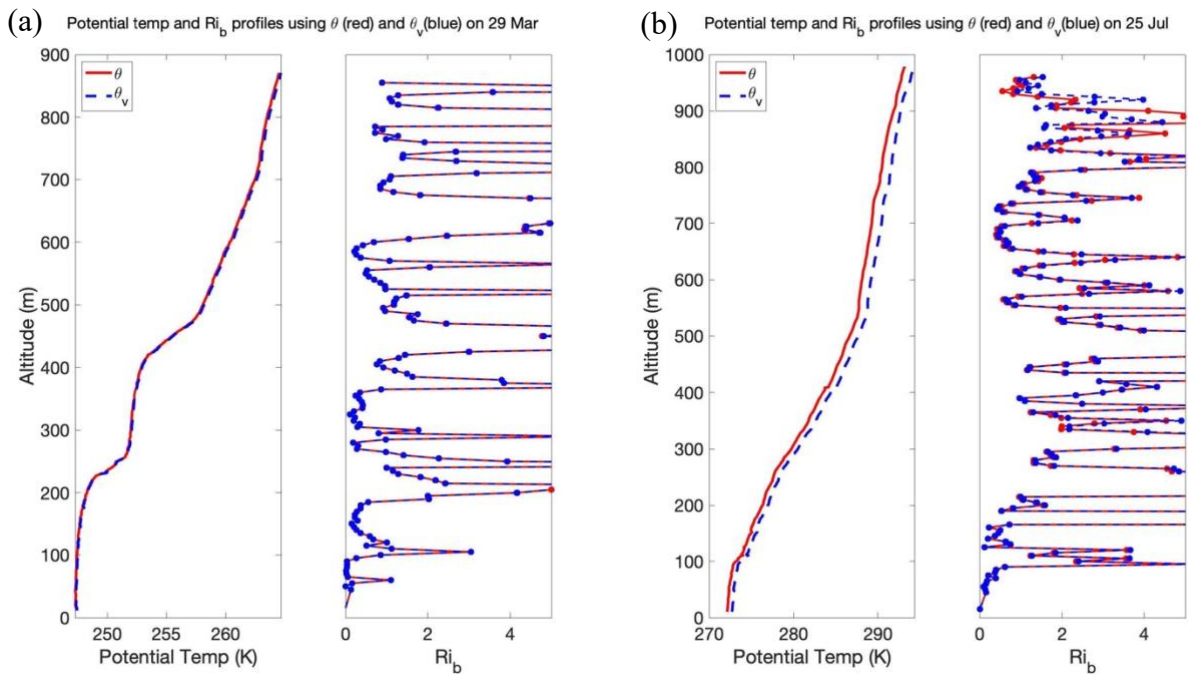 (a)
Potential temp and Ri_b profiles using θ (red) and θ_v(blue) on 29 Mar
900
800
700
600
500
400
300
200
100
0
Altitude (m)
θ
θ_v
250 255 260
Potential Temp (K)
0 2 4
Ri_b
(b)
Potential temp and Ri_b profiles using θ (red) and θ_v(blue) on 25 Jul
1000
900
800
700
600
500
400
300
200
100
0
Altitude (m)
θ
θ_v
270 280 290
Potential Temp (K)
0 2 4
Ri_b